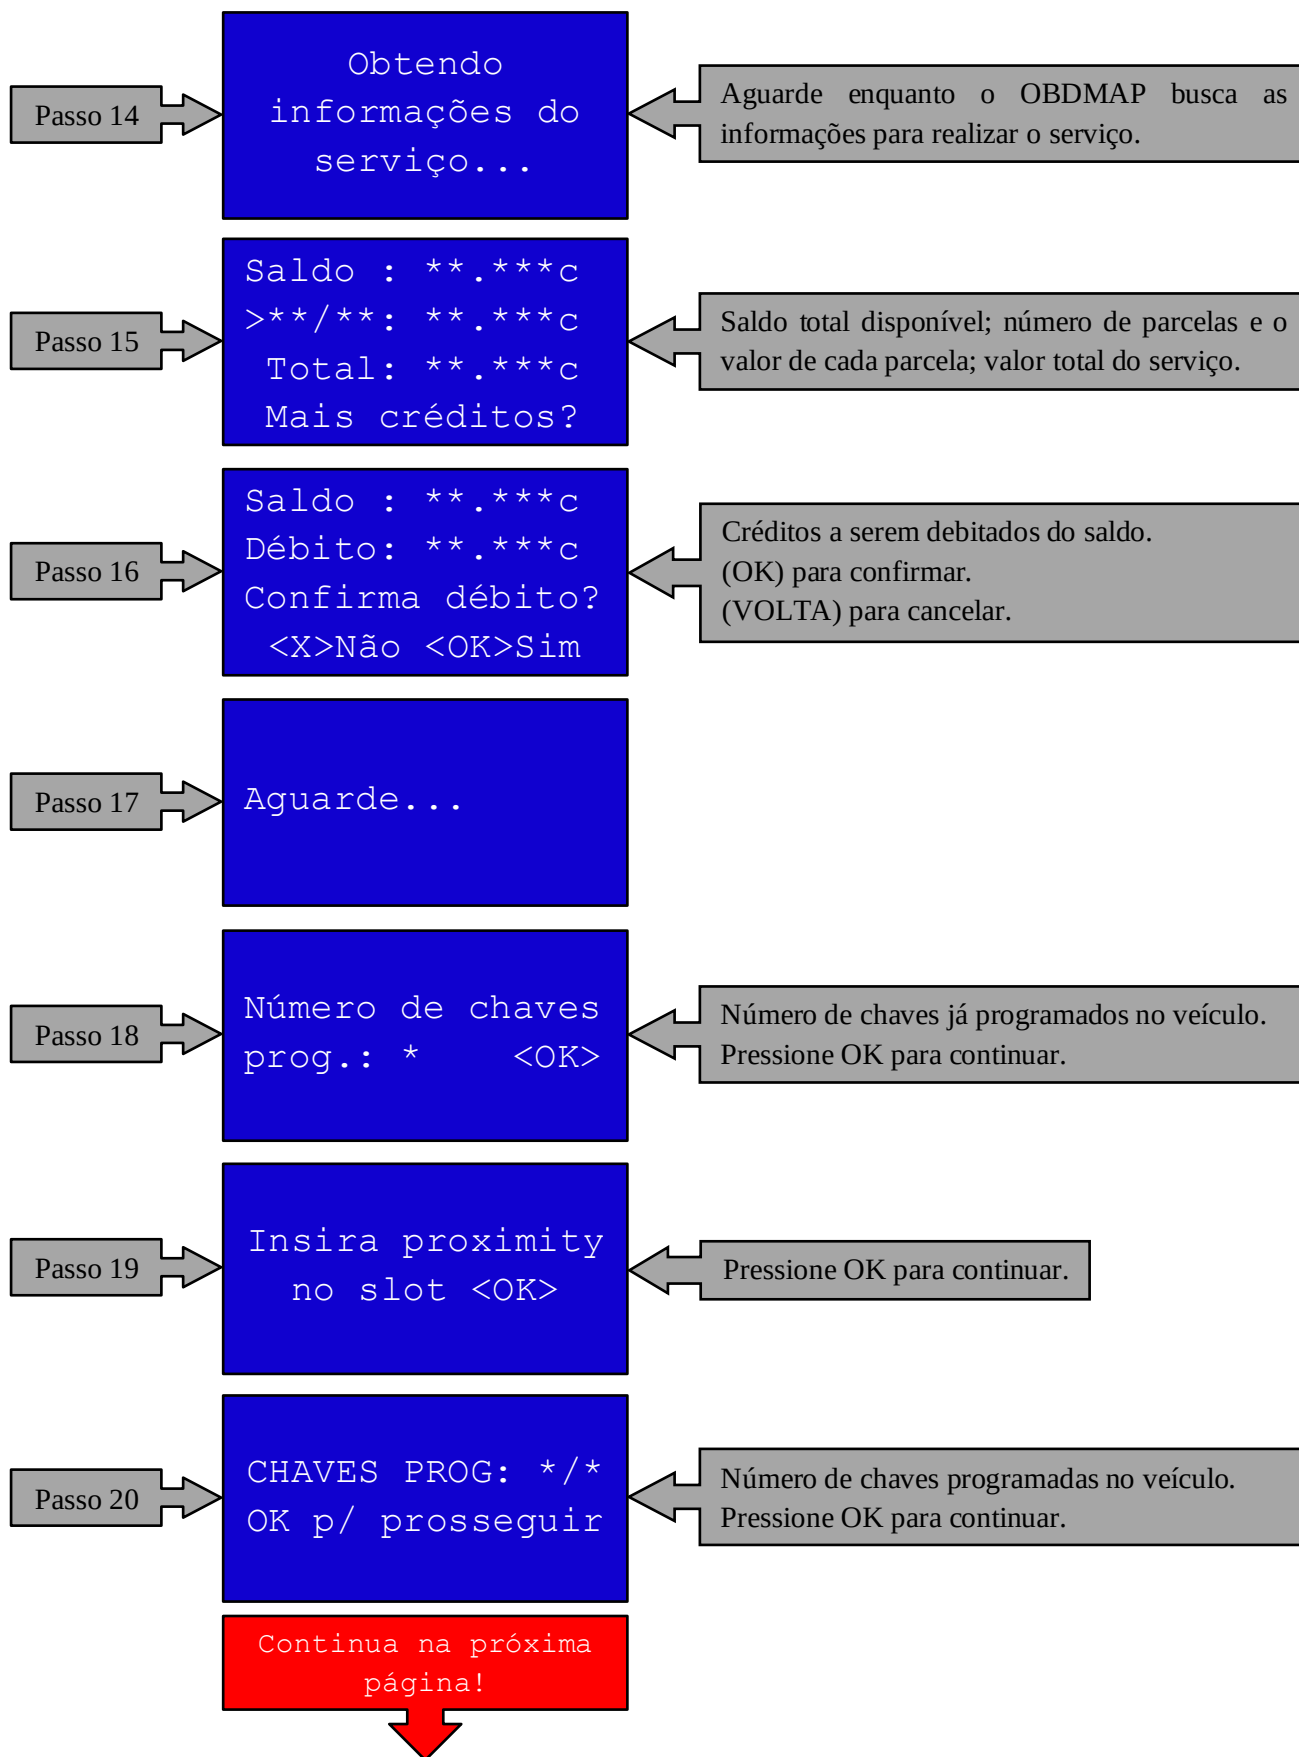 Passo 14
Obtendo
informações do
serviço...
Aguarde enquanto o OBDMAP busca as
informações para realizar o serviço.
Passo 15
Saldo : **.***c
>**/**: **.***c
Total: **.***c
Mais créditos?
Saldo total disponível; número de parcelas e o
valor de cada parcela; valor total do serviço.
Passo 16
Saldo : **.***c
Débito: **.***c
Confirma débito?
<X>Não <OK>Sim
Créditos a serem debitados do saldo.
(OK) para confirmar.
(VOLTA) para cancelar.
Passo 17
Aguarde...
Passo 18
Número de chaves
prog.: * <OK>
Número de chaves já programados no veículo.
Pressione OK para continuar.
Passo 19
Insira proximity
no slot <OK>
Pressione OK para continuar.
Passo 20
CHAVES PROG: */*
OK p/ prosseguir
Número de chaves programadas no veículo.
Pressione OK para continuar.
Continua na próxima
página!